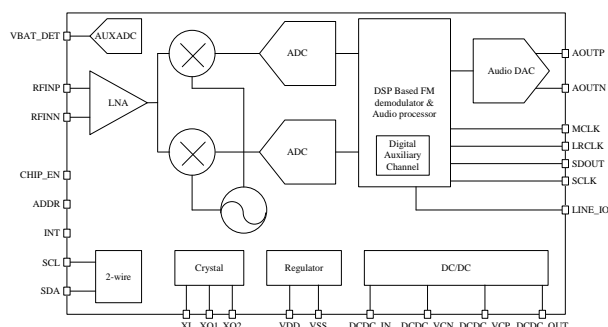 VBAT_DET
AUXADC
RFINP
RFINN
LNA
ADC
ADC
DSP Based FM
demodulator &
Audio processor
Digital
Auxiliary
Channel
Audio DAC
AOUTP
AOUTN
MCLK
LRCLK
SDOUT
SCLK
LINE_IO
CHIP_EN
ADDR
INT
SCL
SDA
2-wire
Crystal
Regulator
DC/DC
XI
XO1
XO2
VDD
VSS
DCDC_IN
DCDC_VCN
DCDC_VCP
DCDC_OUT